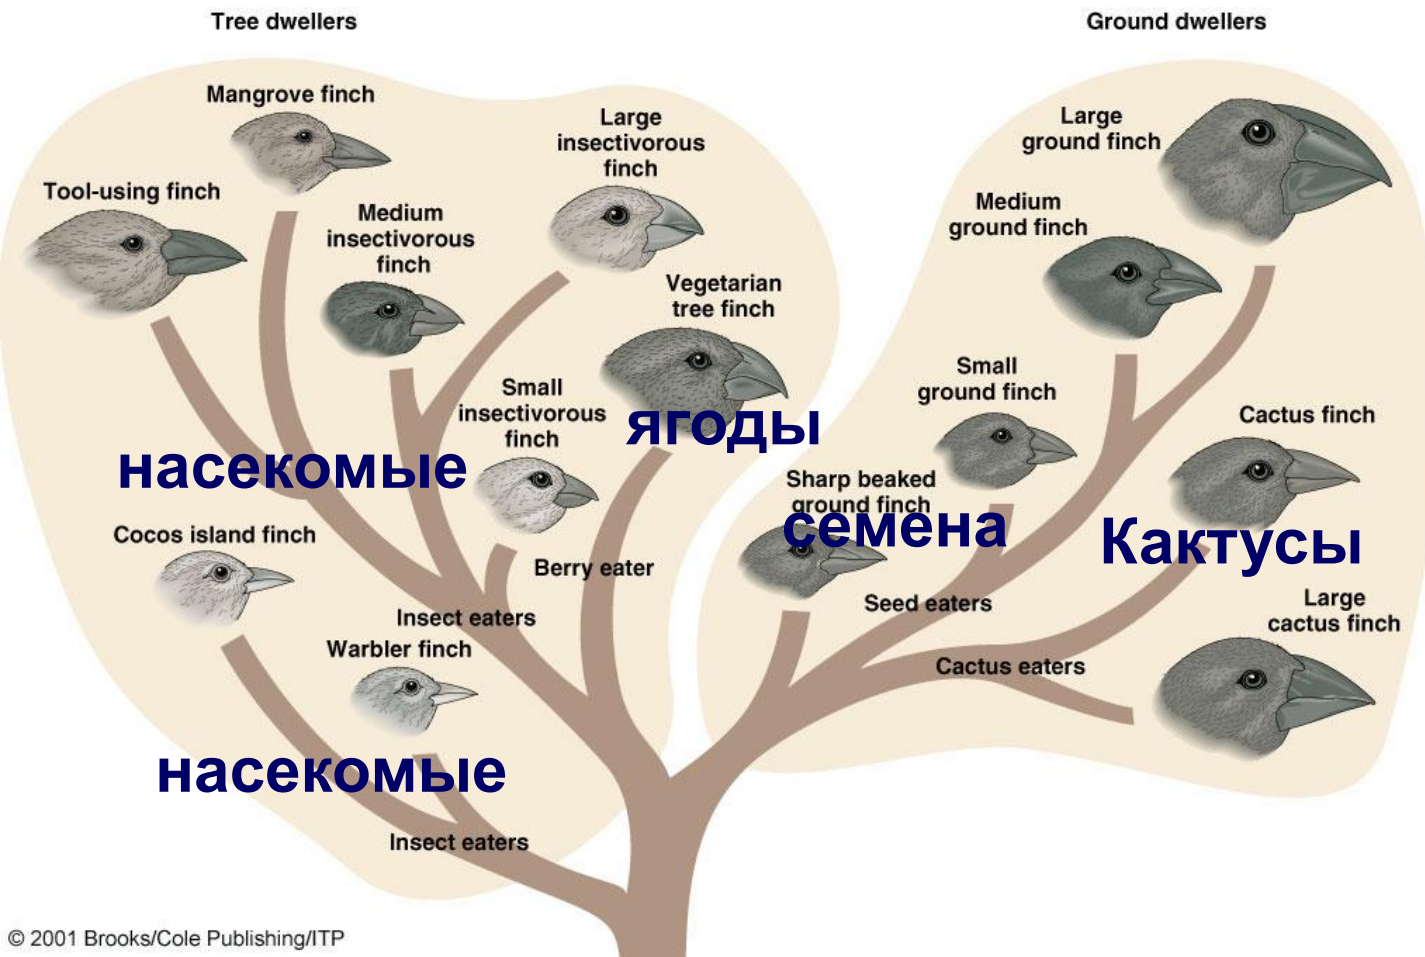 Tree dwellers
Ground dwellers
Mangrove finch
Large
insectivorous
finch
Tool-using finch
Medium
insectivorous
finch
Vegetarian
tree finch
Small
insectivorous
finch
ягоды
насекомые
Cocos island finch
Berry eater
Insect eaters
Warbler finch
насекомые
Insect eaters
Large
ground finch
Medium
ground finch
Small
ground finch
Cactus finch
Sharp beaked
ground finch
семена
Кактусы
Seed eaters
Large
cactus finch
Cactus eaters
© 2001 Brooks/Cole Publishing/ITP